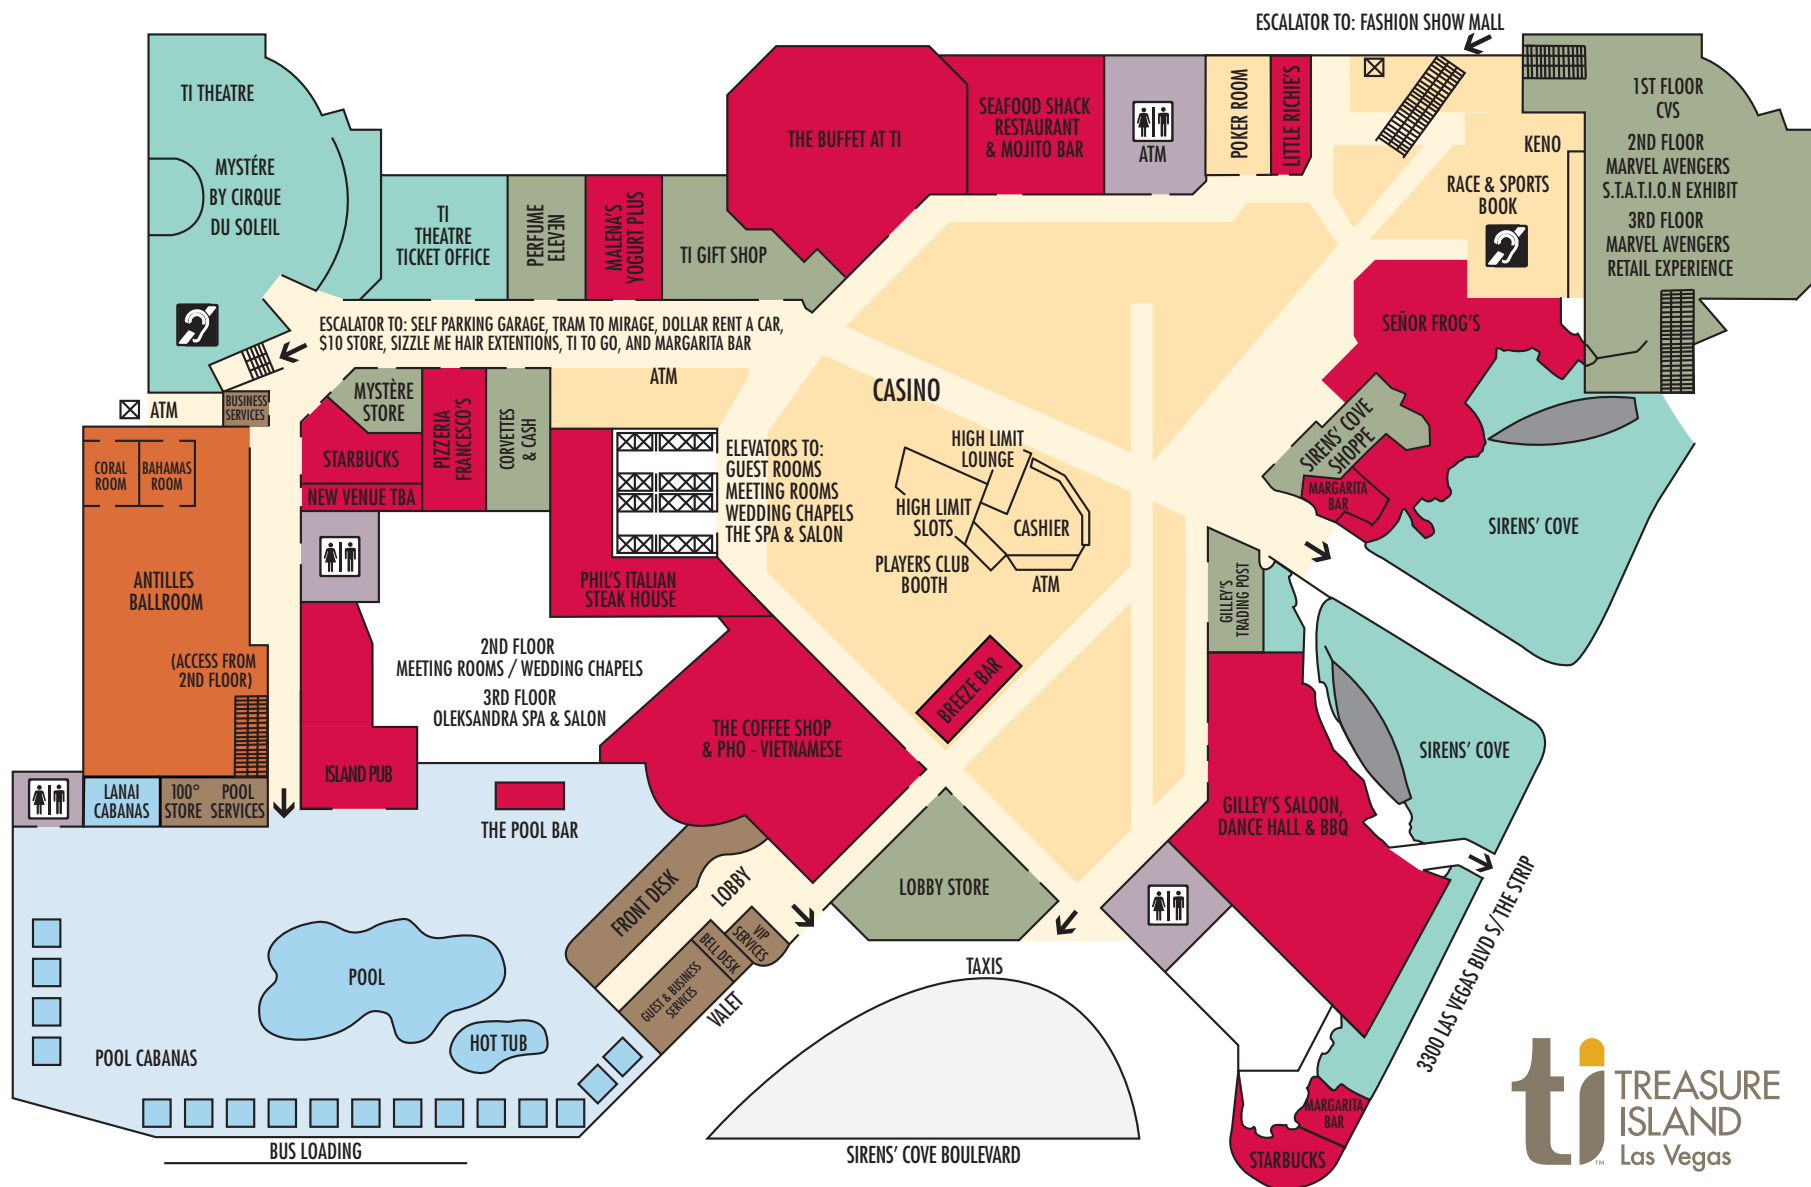 ESCALATOR TO: FASHION SHOW MALL
TI THEATRE
MYSTÉRE
BY CIRQUE
DU SOLEIL
TI
THEATRE
TICKET OFFICE
PERFUME
ELEVEN
MALENA'S
YOGURT PLUS
TI GIFT SHOP
THE BUFFET AT TI
SEAFOOD SHACK
RESTAURANT
& MOJITO BAR
ATM
POKER ROOM
LITTLE RICHIE'S
KENO
RACE & SPORTS
BOOK
1ST FLOOR
CVS
2ND FLOOR
MARVEL AVENGERS
S.T.A.T.I.O.N EXHIBIT
3RD FLOOR
MARVEL AVENGERS
RETAIL EXPERIENCE
ESCALATOR TO: SELF PARKING GARAGE, TRAM TO MIRAGE, DOLLAR RENT A CAR,
$10 STORE, SIZZLE ME HAIR EXTENTIONS, TI TO GO, AND MARGARITA BAR
ATM
SEÑOR FROG'S
CASINO
ATM
BUSINESS
SERVICES
MYSTÈRE
STORE
STARBUCKS
NEW VENUE TBA
PIZZERIA
FRANCESCO'S
CORVETTES
& CASH
ELEVATORS TO:
GUEST ROOMS
MEETING ROOMS
WEDDING CHAPELS
THE SPA & SALON
HIGH LIMIT
LOUNGE
HIGH LIMIT
SLOTS
CASHIER
PLAYERS CLUB
BOOTH
ATM
SIRENS' COVE
SHOPPE
MARGARITA
BAR
SIRENS' COVE
CORAL
ROOM
BAHAMAS
ROOM
ANTILLES
BALLROOM
(ACCESS FROM
2ND FLOOR)
PHIL'S ITALIAN
STEAK HOUSE
GILLEY'S
TRADING POST
2ND FLOOR
MEETING ROOMS / WEDDING CHAPELS
3RD FLOOR
OLEKSANDRA SPA & SALON
BREEZE BAR
THE COFFEE SHOP
& PHO - VIETNAMESE
SIRENS' COVE
ISLAND PUB
LANAI
CABANAS
100°
STORE
POOL
SERVICES
THE POOL BAR
GILLEY'S SALOON,
DANCE HALL & BBQ
FRONT DESK
LOBBY
LOBBY STORE
VIP
SERVICES
BELL DESK
GUEST & BUSINESS
SERVICES
VALET
TAXIS
3300 LAS VEGAS BLVD S//THE STRIP
POOL
HOT TUB
POOL CABANAS
BUS LOADING
SIRENS' COVE BOULEVARD
MARGARITA
BAR
STARBUCKS
ti
TM
TREASURE
ISLAND
Las Vegas